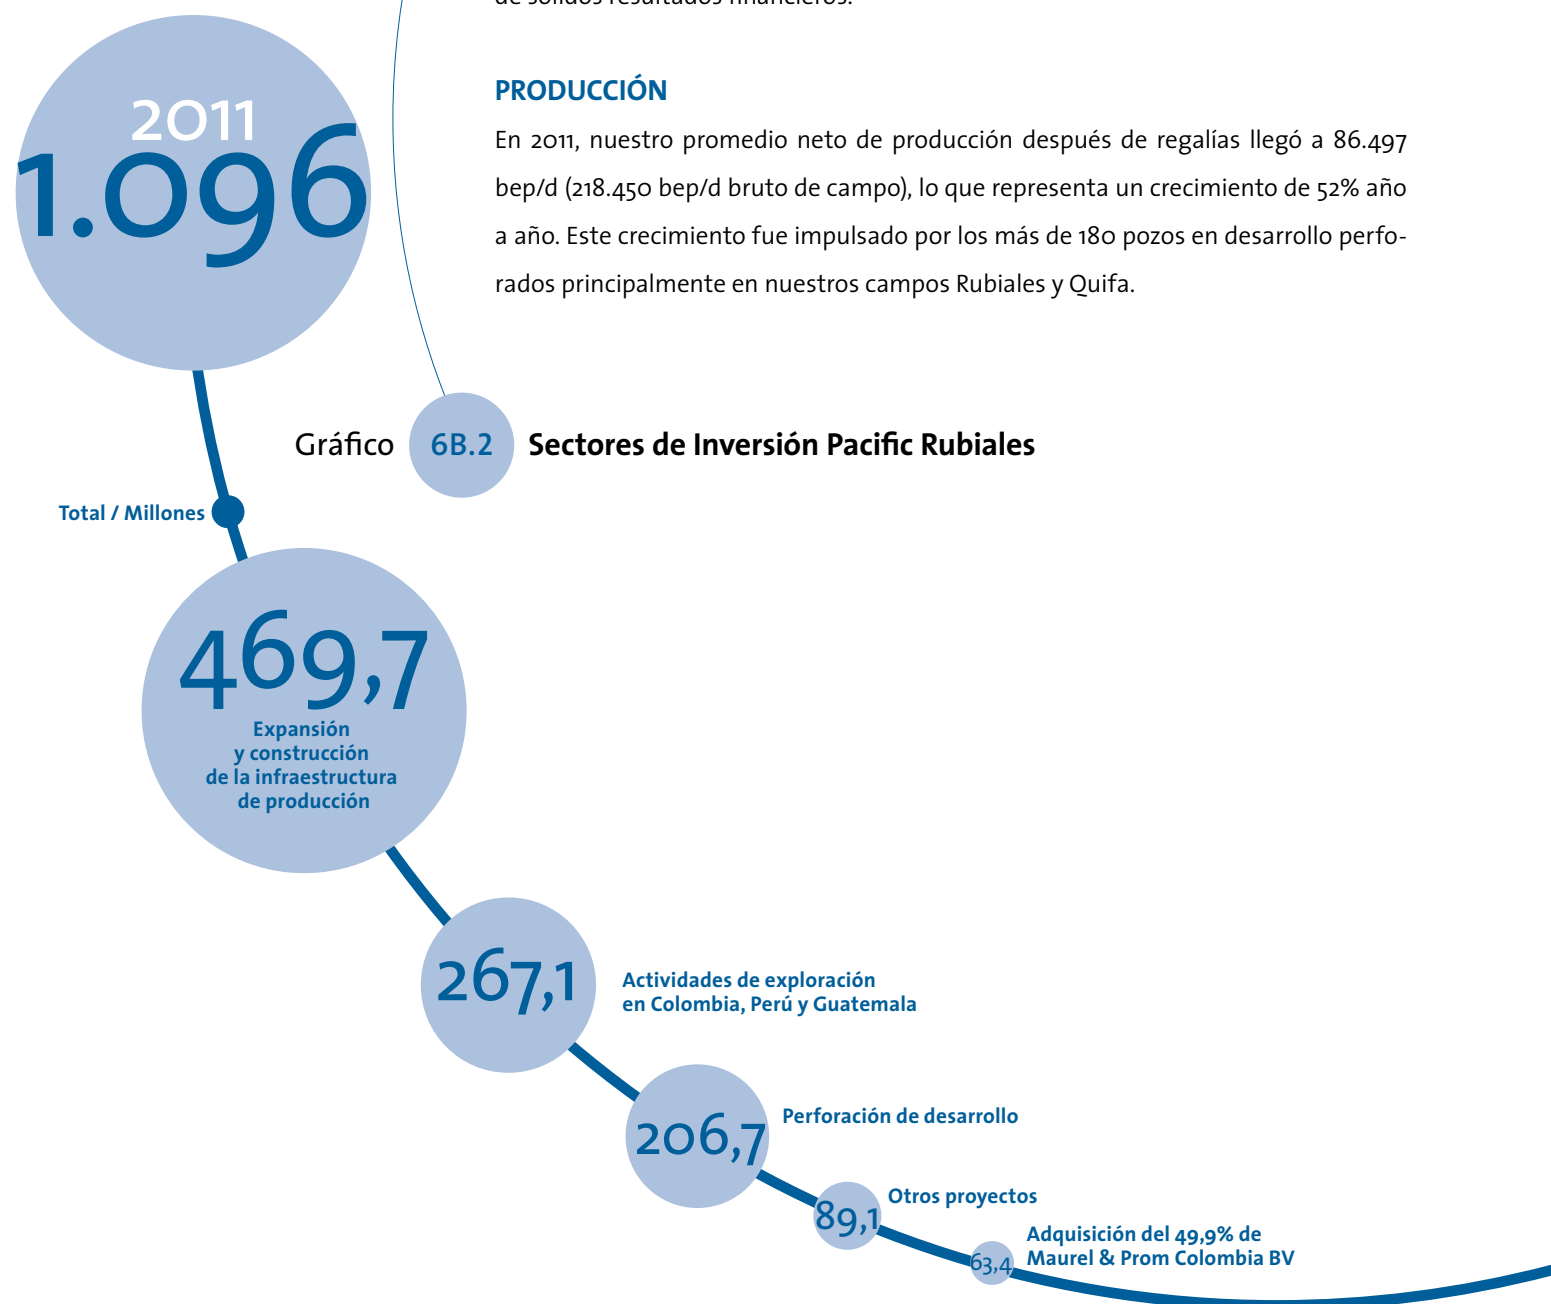 de sólidos resultados financieros.
PRODUCCIÓN
En 2011, nuestro promedio neto de producción después de regalías llegó a 86.497
bep/d (218.450 bep/d bruto de campo), lo que representa un crecimiento de 52% año
a año. Este crecimiento fue impulsado por los más de 180 pozos en desarrollo perfo-
rados principalmente en nuestros campos Rubiales y Quifa.
2011
1.096
Gráfico 6B.2 Sectores de Inversión Pacific Rubiales
Total / Millones
469,7
Expansión
y construcción
de la infraestructura
de producción
267,1
Actividades de exploración
en Colombia, Perú y Guatemala
206,7
Perforación de desarrollo
89,1
Otros proyectos
63,4
Adquisición del 49,9% de
Maurel & Prom Colombia BV